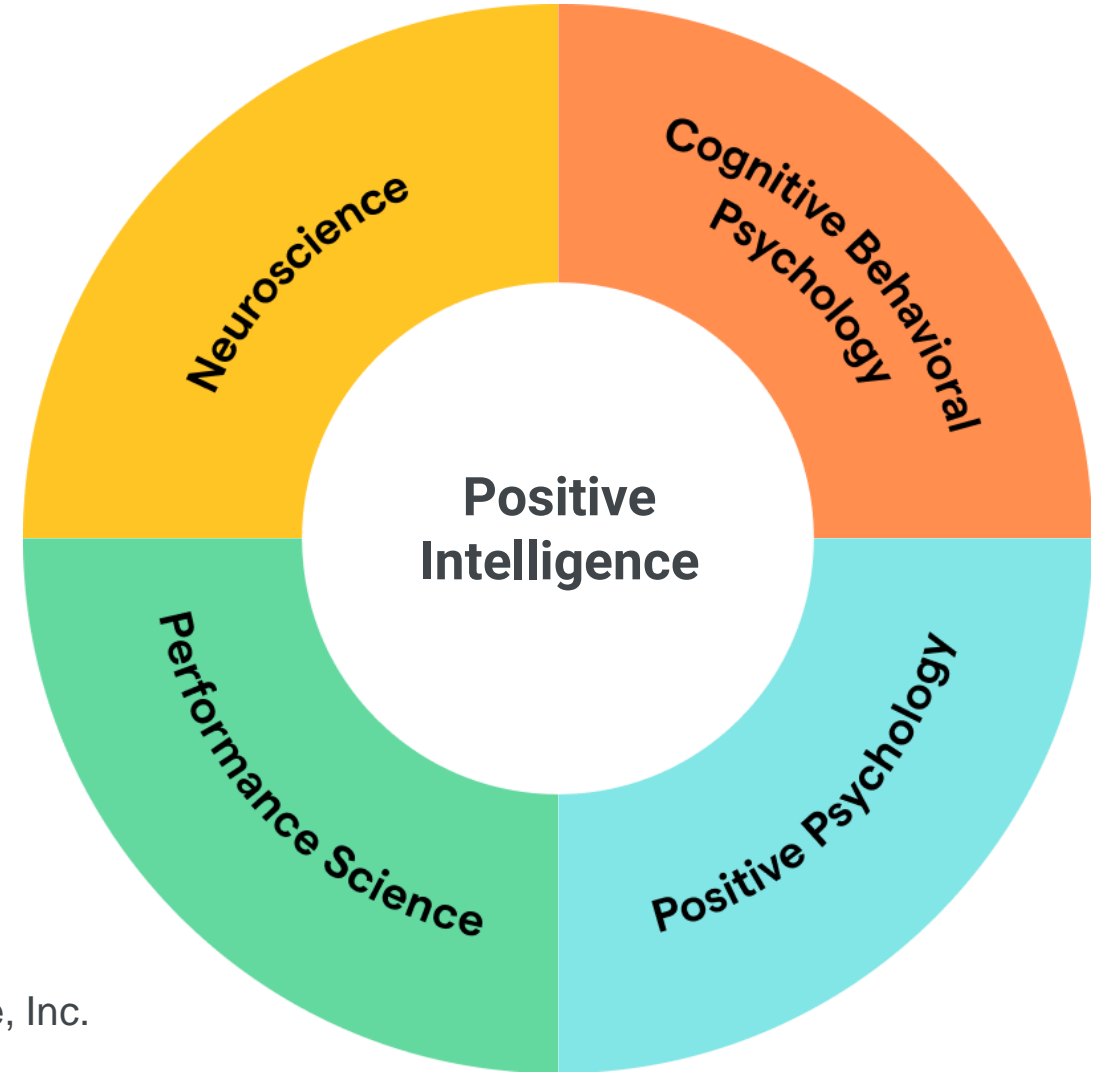 Neuroscience
Cognitive Behavioral
Psychology
Positive
Intelligence
Performance Science
Positive Psychology
, Inc.